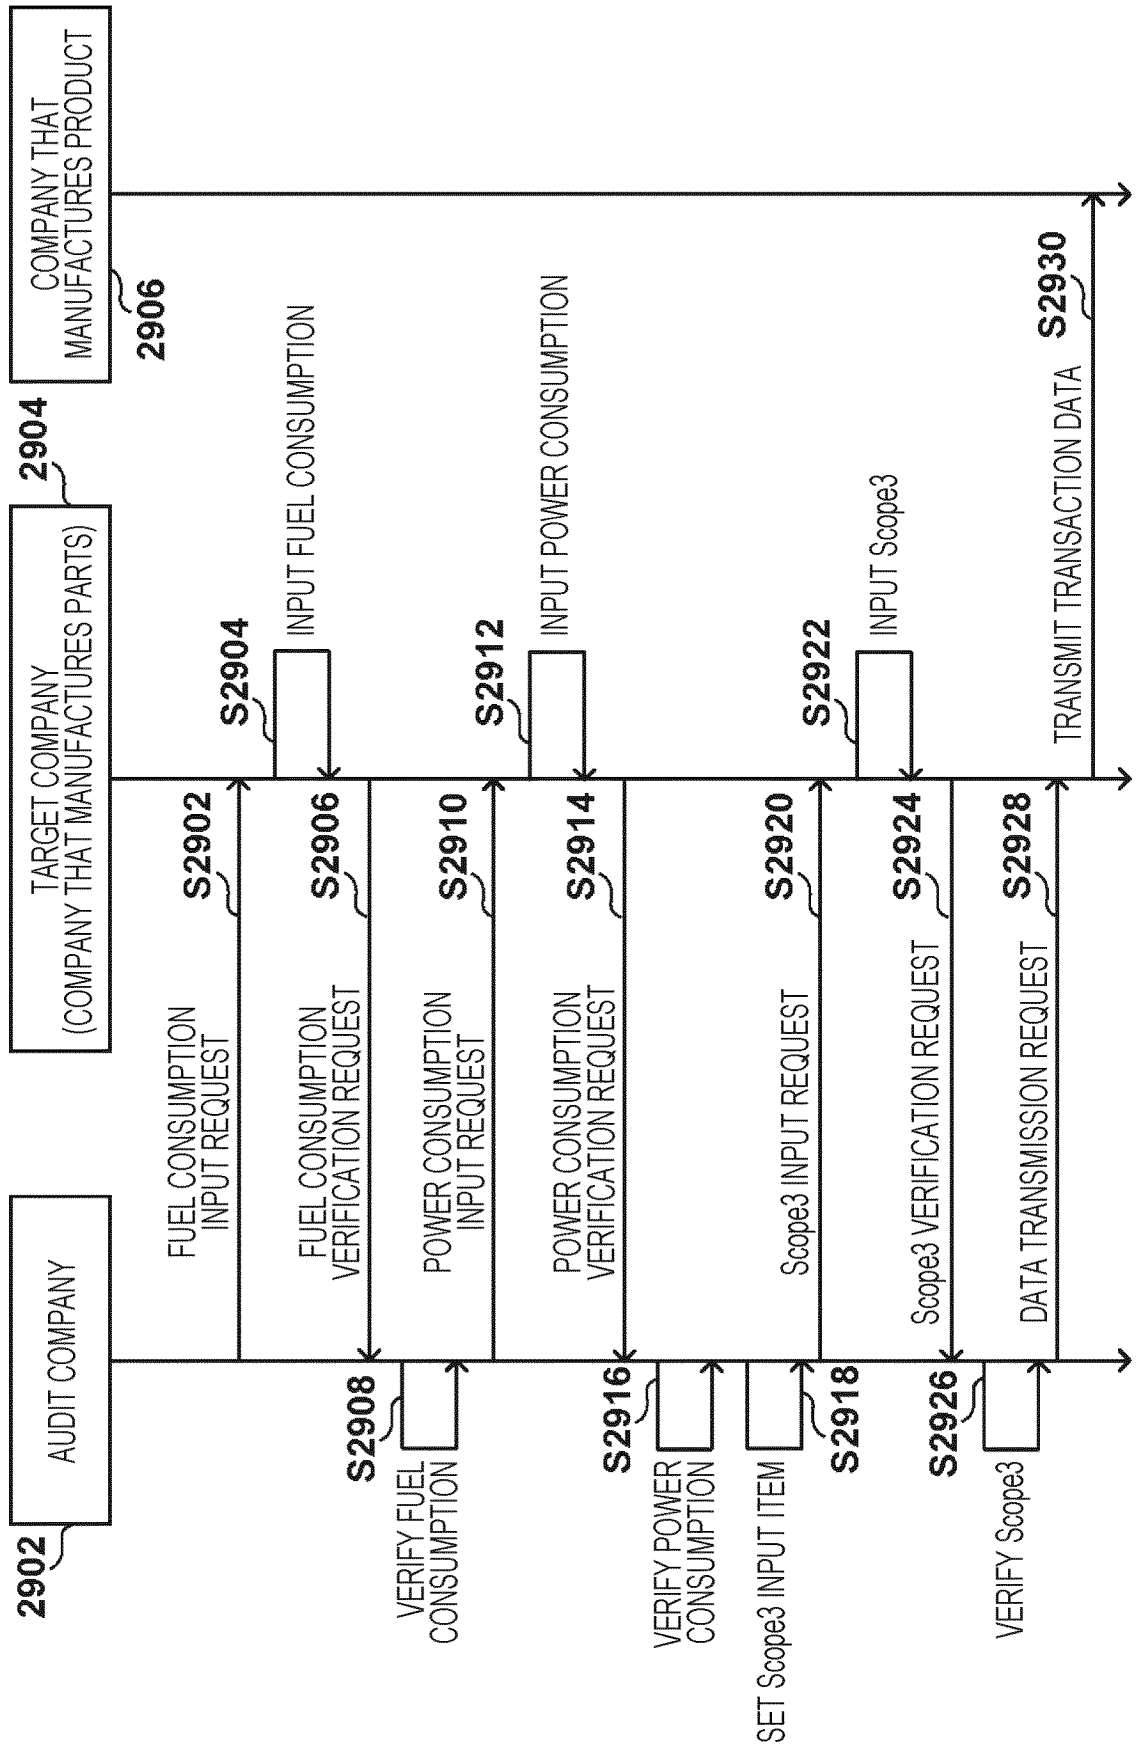 2902
AUDIT COMPANY
TARGET COMPANY
(COMPANY THAT MANUFACTURES PARTS)
2904
COMPANY THAT
MANUFACTURES PRODUCT
2906
FUEL CONSUMPTION
INPUT REQUEST
S2902
S2904
INPUT FUEL CONSUMPTION
FUEL CONSUMPTION
VERIFICATION REQUEST
S2906
S2908
VERIFY FUEL
CONSUMPTION
POWER CONSUMPTION
INPUT REQUEST
S2910
S2912
INPUT POWER CONSUMPTION
POWER CONSUMPTION
VERIFICATION REQUEST
S2914
S2916
VERIFY POWER
CONSUMPTION
SET Scope3 INPUT ITEM
S2918
Scope3 INPUT REQUEST
S2920
S2922
INPUT Scope3
Scope3 VERIFICATION REQUEST
S2924
S2926
VERIFY Scope3
DATA TRANSMISSION REQUEST
S2928
TRANSMIT TRANSACTION DATA
S2930